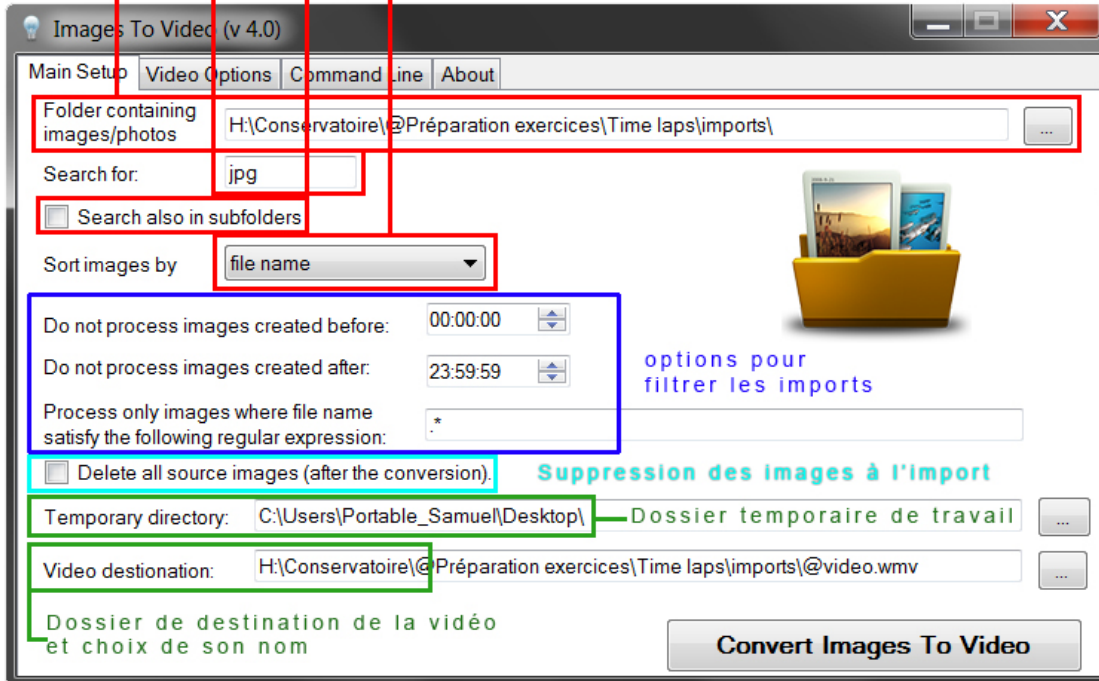 Images To Video (v 4.0)
Main Setup Video Options Command Line About
Folder containing
images/photos
H:\Conservatoire\@Préparation exercices\Time laps\imports\
...
Search for: jpg
Search also in subfolders
Sort images by file name
Do not process images created before: 00:00:00
Do not process images created after: 23:59:59
options pour
filtrer les imports
Process only images where file name
satisfy the following regular expression:
.*
Delete all source images (after the conversion). Suppression des images à l'import
Temporary directory: C:\Users\Portable_Samuel\Desktop\ Dossier temporaire de travail ...
Video destionation: H:\Conservatoire\@Préparation exercices\Time laps\imports\@video.wmv ...
Dossier de destination de la vidéo
et choix de son nom
Convert Images To Video